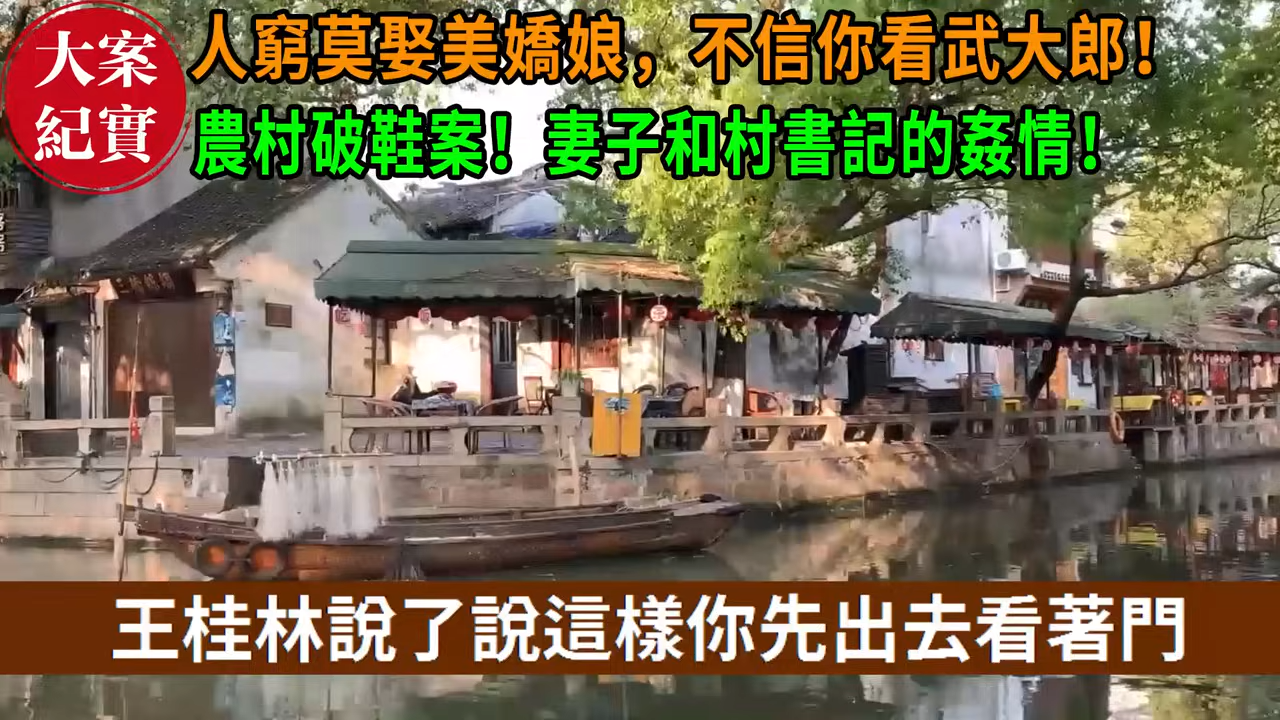 大案
紀實
人窮莫娶美嬌娘，不信你看武大郎！
農村破鞋案！妻子和村書記的姦情！
王桂林說了說這樣你先出去看著門